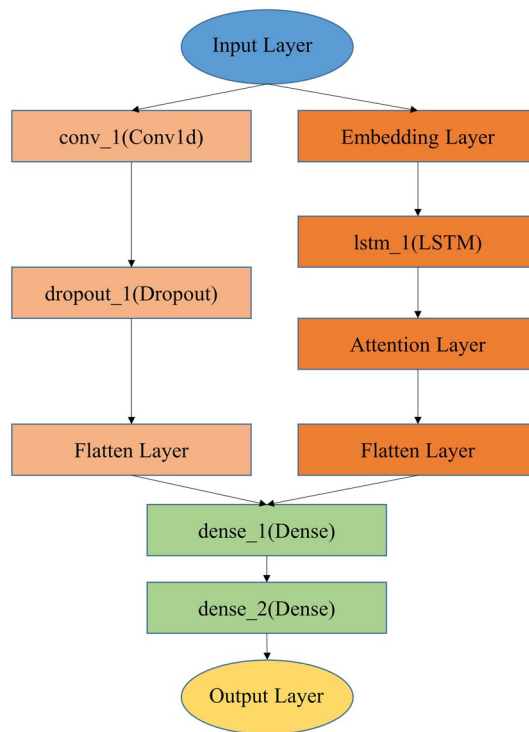 Input Layer
conv_1(Conv1d)
Embedding Layer
lstm_1(LSTM)
dropout_1(Dropout)
Attention Layer
Flatten Layer
Flatten Layer
dense_1(Dense)
dense_2(Dense)
Output Layer